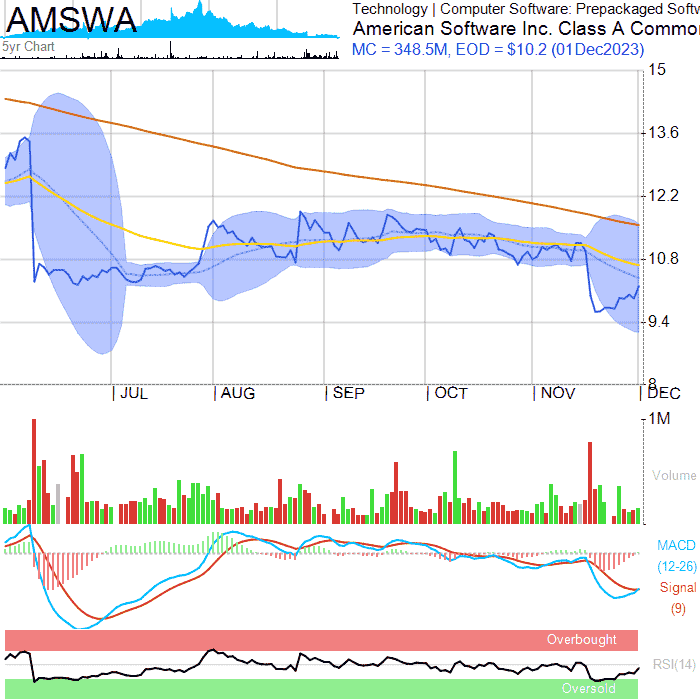 AMSWA
5yr Chart
Technology | Computer Software: Prepackaged Softw
American Software Inc. Class A Commo
MC = 348.5M, EOD = $10.2 (01Dec2023)
15
13.6
12.2
10.8
9.4
8
JUL AUG SEP OCT NOV DEC
1M
Volume
MACD
(12-26)
Signal
(9)
Overbought
RSI(14)
Oversold